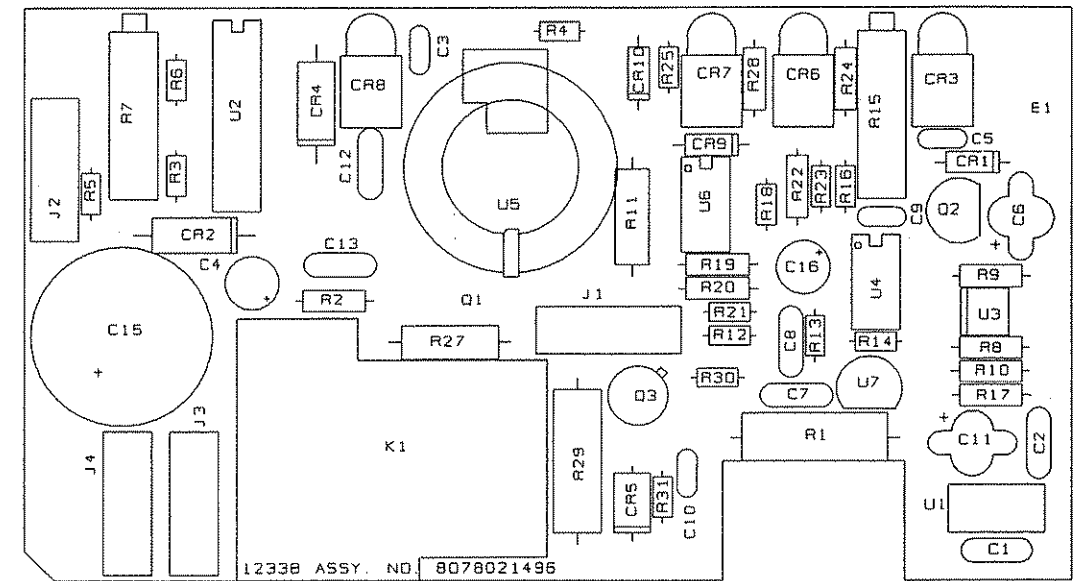 R4
C3
R7
R6
U2
CR4
CR8
CR10
R25
CR7
R28
CR6
R24
R15
CR3
E1
C5
CR9
CR1
J2
R5
R3
C12
U5
R11
U6
R18
R22
R23
R16
C9
Q2
C6
+
CR2
C13
C4
+
R2
Q1
J1
R19
R20
R21
R12
C16
+
U4
R9
U3
C15
+
R27
C8
R13
R14
R8
R10
R17
R30
U7
C7
Q3
J4
J3
K1
R29
R1
+
C11
C2
CR5
R31
C10
U1
C1
12338 ASSY. NO. 8078021496